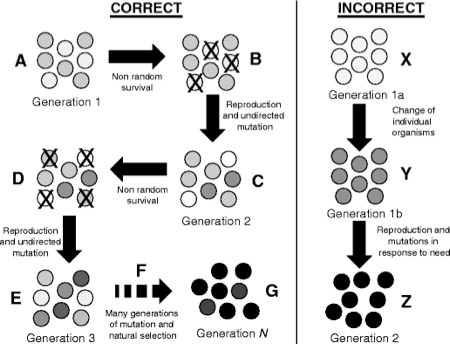 CORRECT
A
Generation 1
Non random
survival
B
Reproduction
and undirected
mutation
C
Generation 2
Non random
survival
D
Reproduction
and undirected
mutation
E
Generation 3
F
Many generations
of mutation and
natural selection
G
Generation N
INCORRECT
X
Generation 1a
Change of
individual
organisms
Y
Generation 1b
Reproduction and
mutations in
response to need
Z
Generation 2